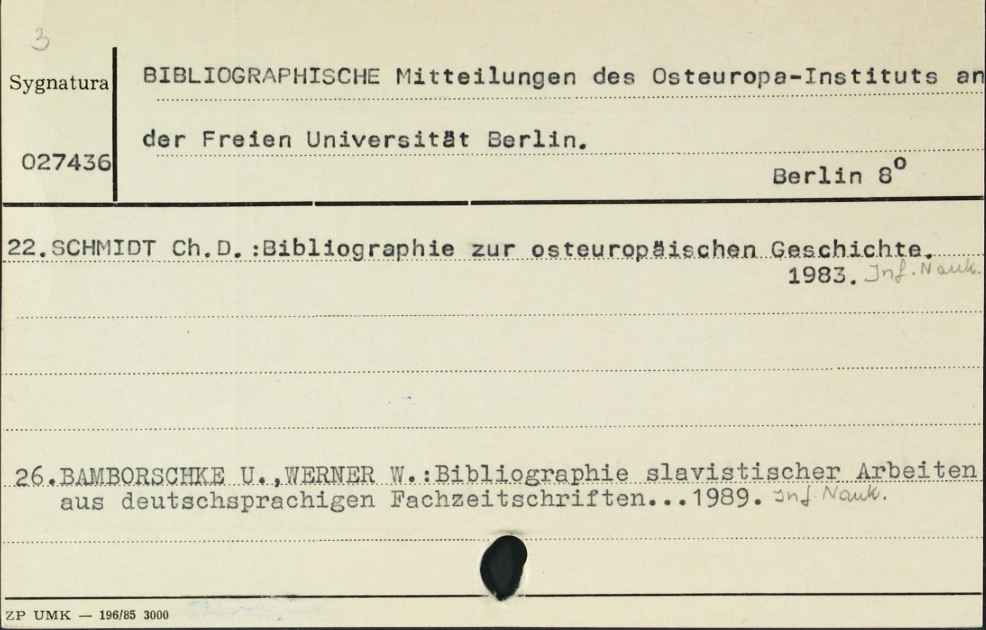 3
Sygnatura
BIBLIOGRAPHISCHE Mitteilungen des Osteuropa-Instituts an
der Freien Universität Berlin.
027436
Berlin 8º
22.SCHMIDT Ch.D.:Bibliographie zur osteuropäischen Geschichte.
1983. Inf. Nauk.
26.BAMBORSCHKE U.,WERNER W.:Bibliographie slavistischer Arbeiten
aus deutschsprachigen Fachzeitschriften...1989. Inf Nauk.
ZP UMK — 196/85 3000